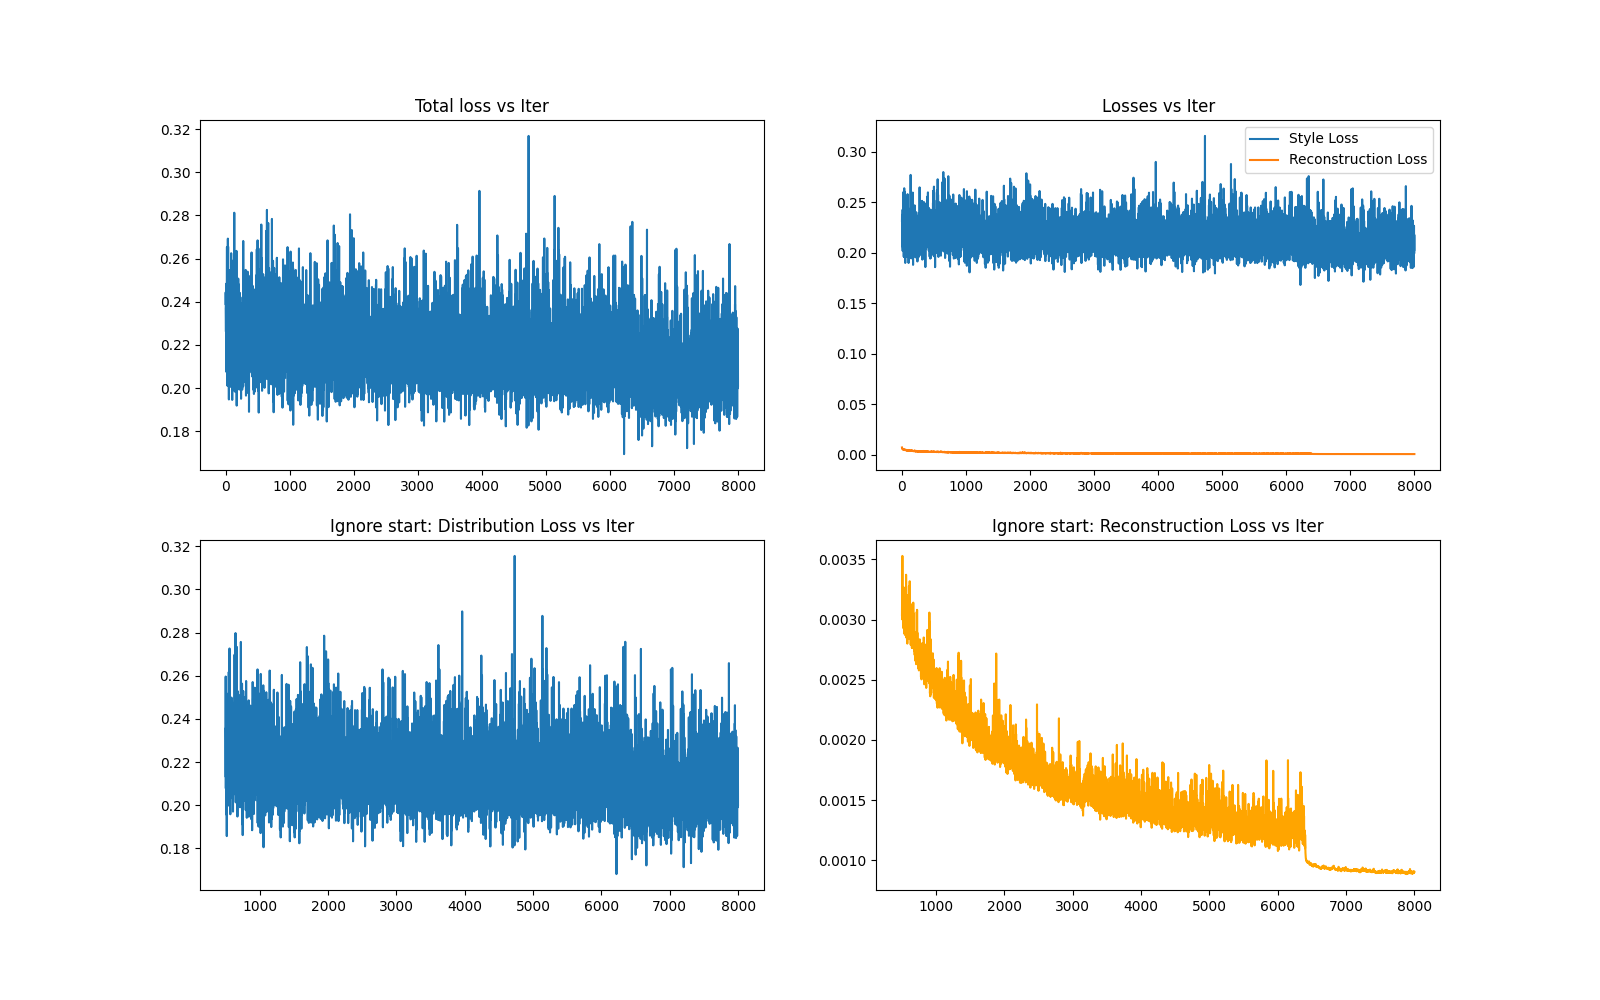 Total loss vs Iter
0.32
0.30
0.28
0.26
0.24
0.22
0.20
0.18
0 1000 2000 3000 4000 5000 6000 7000 8000
Losses vs Iter
Style Loss
Reconstruction Loss
0.30
0.25
0.20
0.15
0.10
0.05
0.00
0 1000 2000 3000 4000 5000 6000 7000 8000
Ignore start: Distribution Loss vs Iter
0.32
0.30
0.28
0.26
0.24
0.22
0.20
0.18
1000 2000 3000 4000 5000 6000 7000 8000
Ignore start: Reconstruction Loss vs Iter
0.0035
0.0030
0.0025
0.0020
0.0015
0.0010
1000 2000 3000 4000 5000 6000 7000 8000